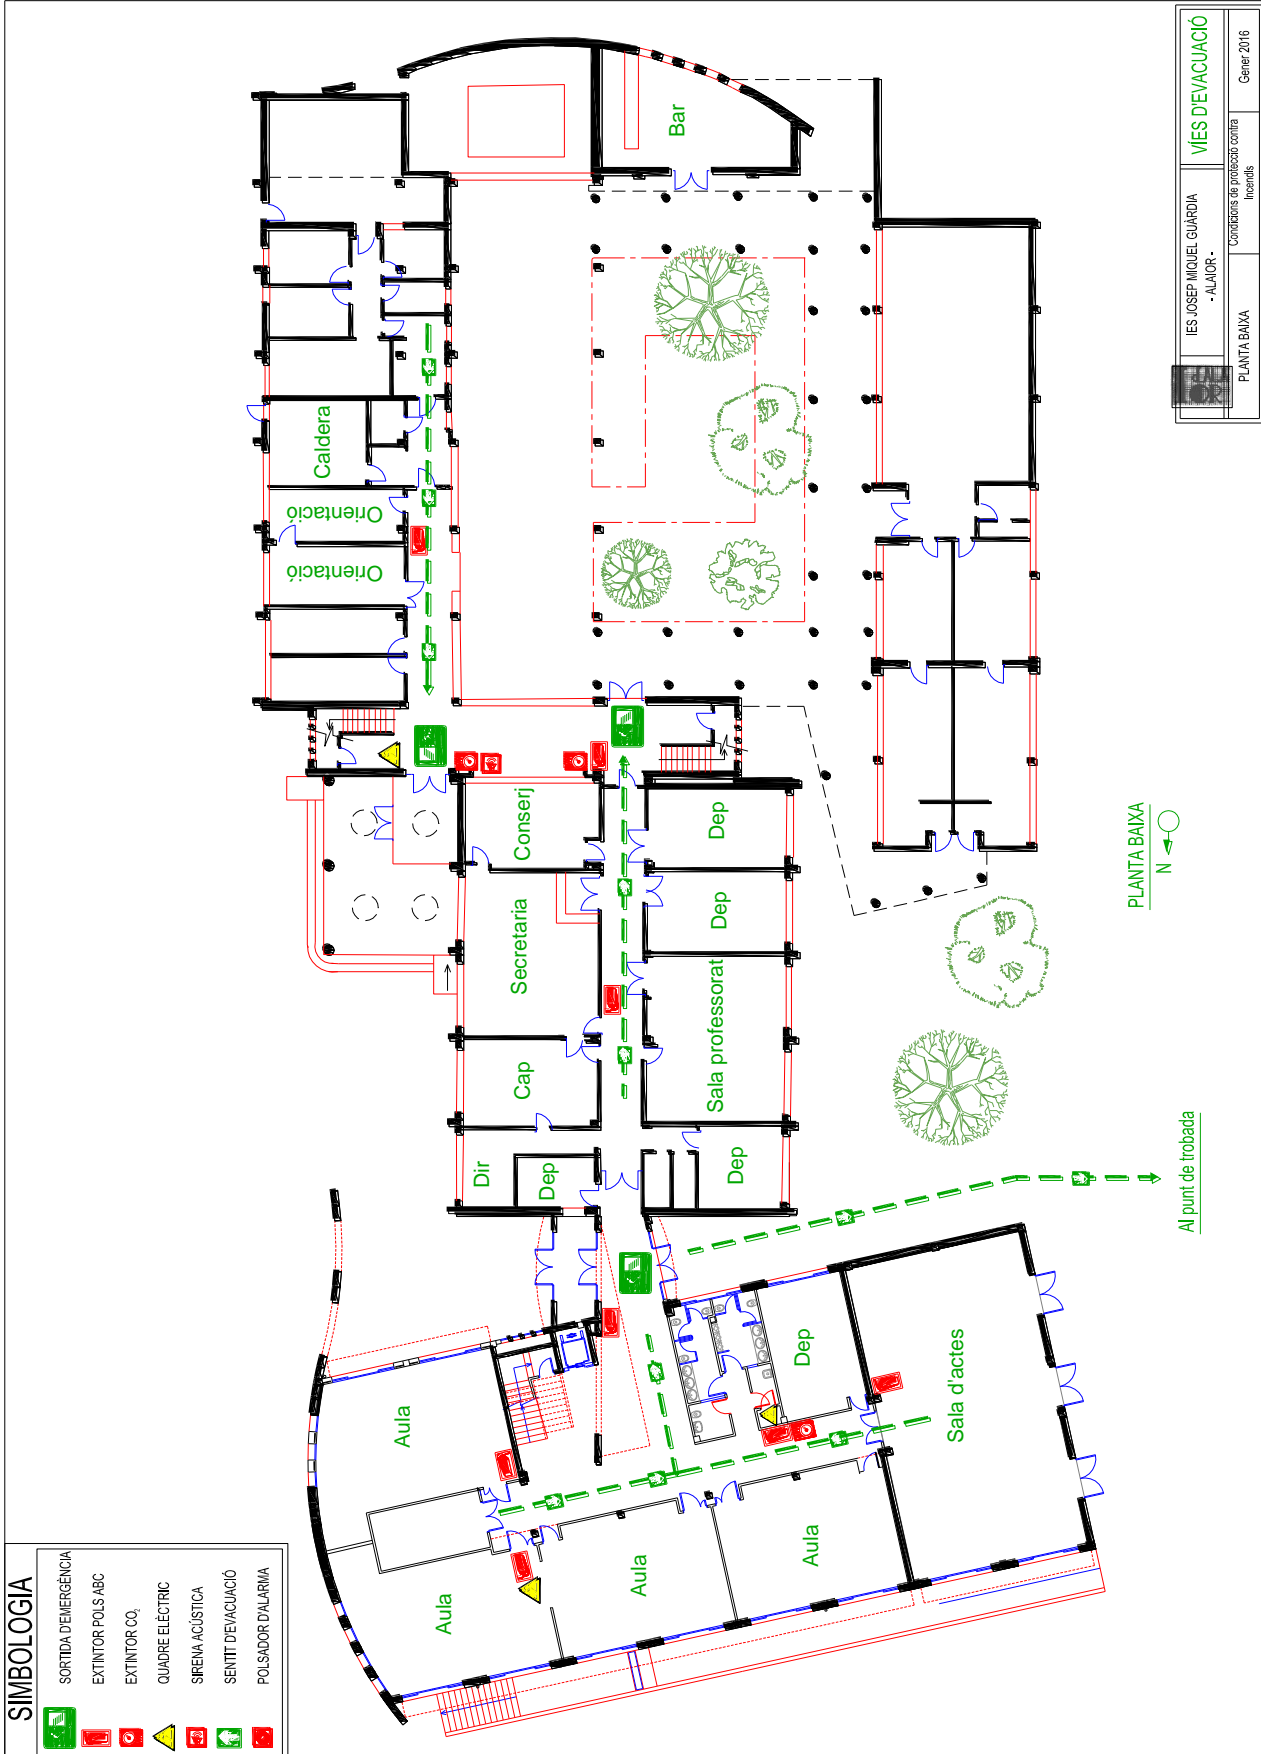 VÍES D'EVACUACIÓ
Gener 2016
IES JOSEP MIQUEL GUÀRDIA
- ALAIOR -
Condicions de protecció contra
Incendis
PLANTA BAIXA
Bar
Caldera
Orientació
Orientació
Conserj
Dep
Secretaria
Dep
Cap
Sala professorat
Dir
Dep
Dep
PLANTA BAIXA
N
Al punt de trobada
Aula
Dep
Sala d'actes
Aula
Aula
Aula
SIMBOLOGIA
SORTIDA D'EMERGÈNCIA
EXTINTOR POLS ABC
EXTINTOR CO₂
QUADRE ELÈCTRIC
SIRENA ACÚSTICA
SENTIT D'EVACUACIÓ
POLSADOR D'ALARMA